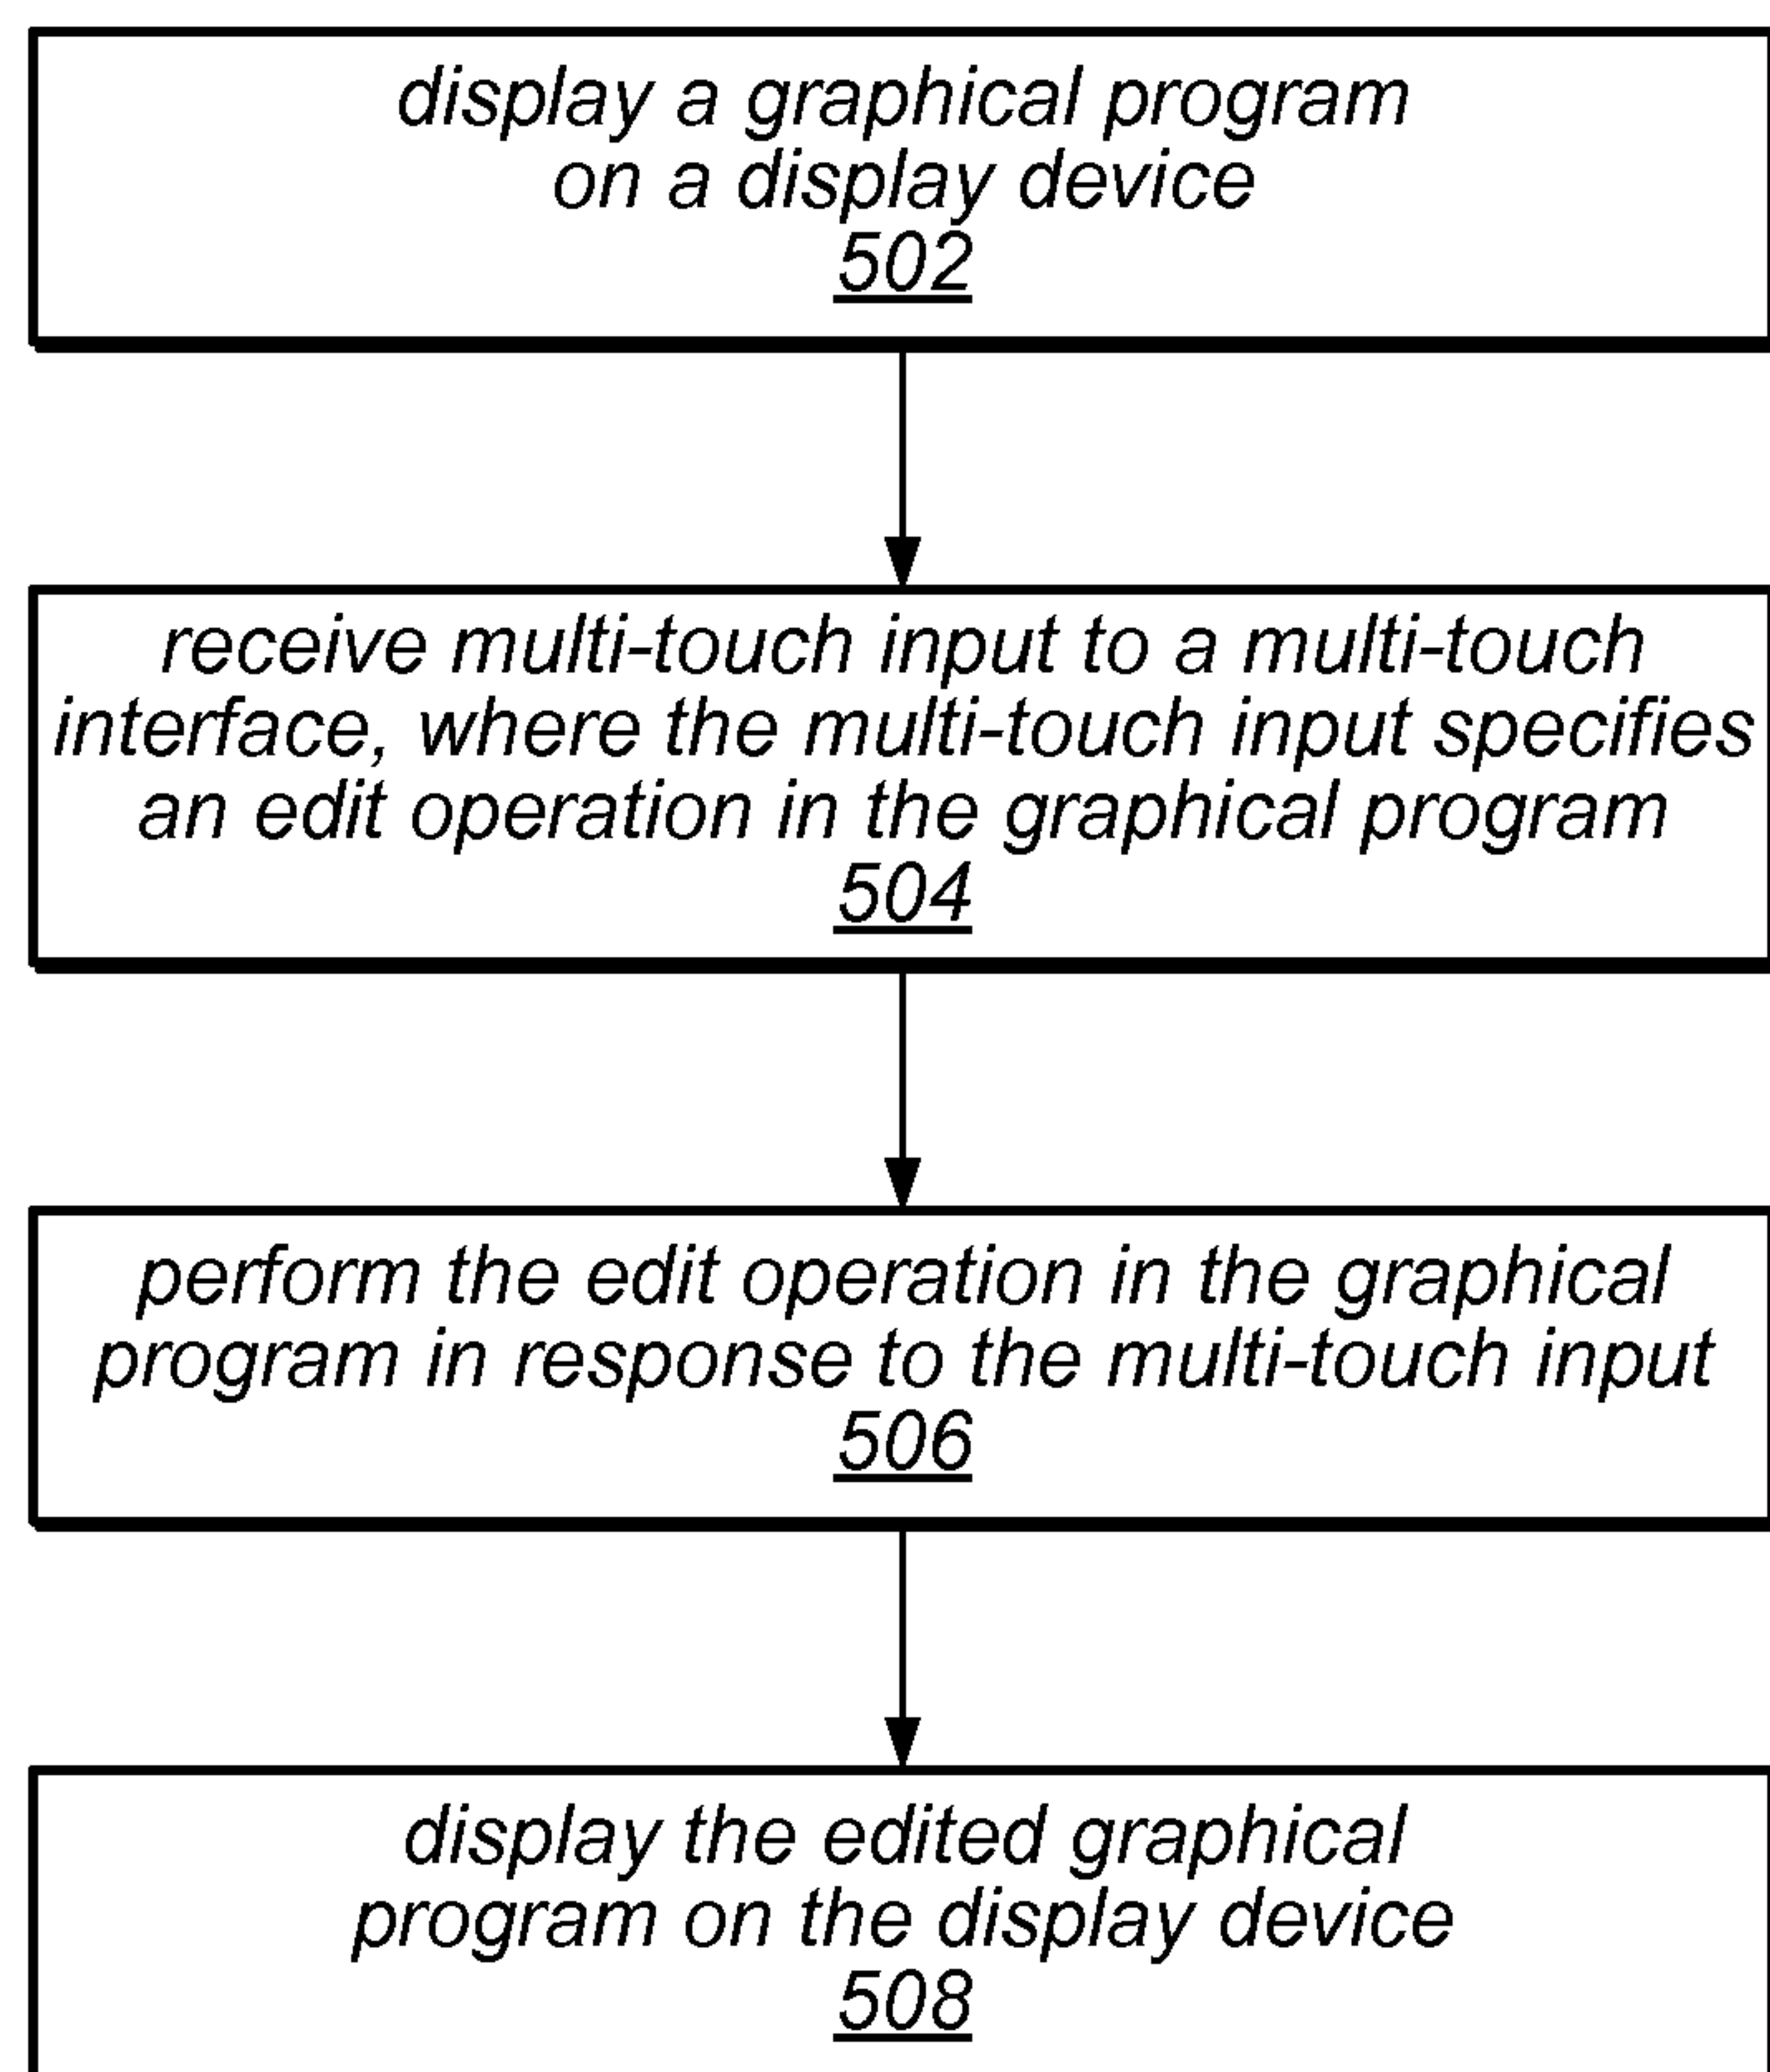 display a graphical program
on a display device
502
receive multi-touch input to a multi-touch
interface, where the multi-touch input specifies
an edit operation in the graphical program
504
perform the edit operation in the graphical
program in response to the multi-touch input
506
display the edited graphical
program on the display device
508